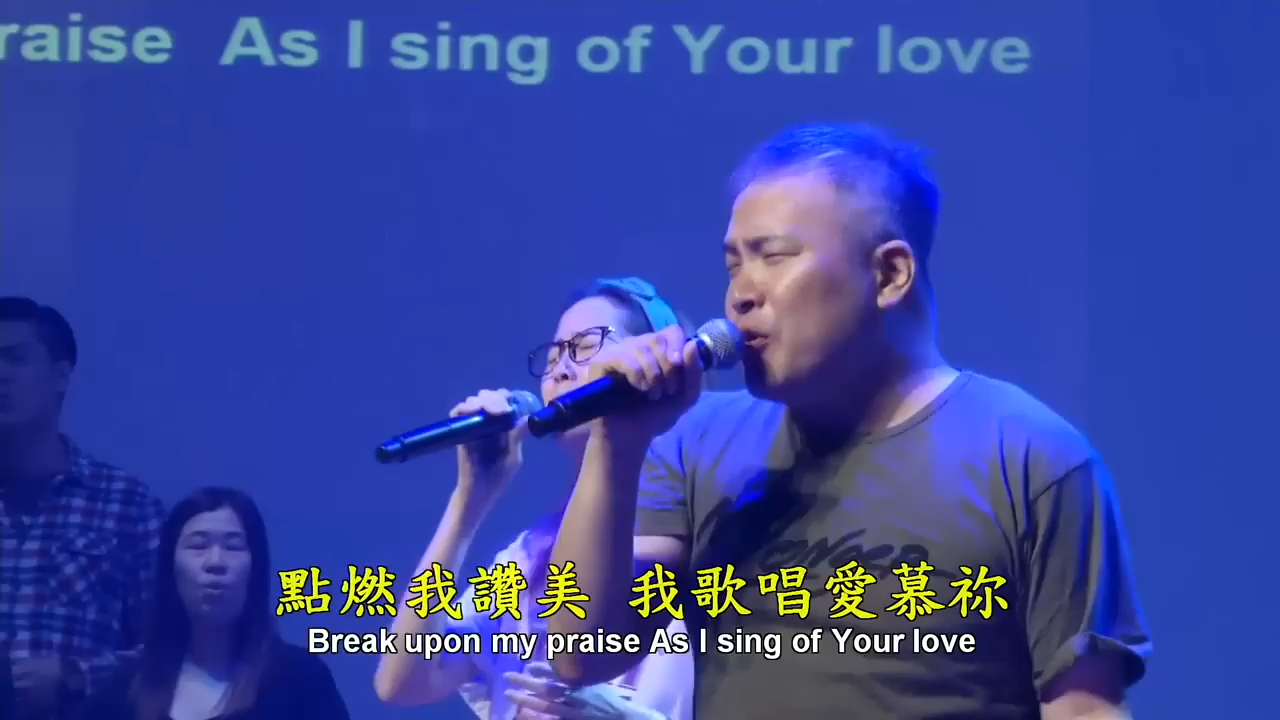 raise As I sing of Your love
點燃我讚美 我歌唱愛慕祢
Break upon my praise As I sing of Your love